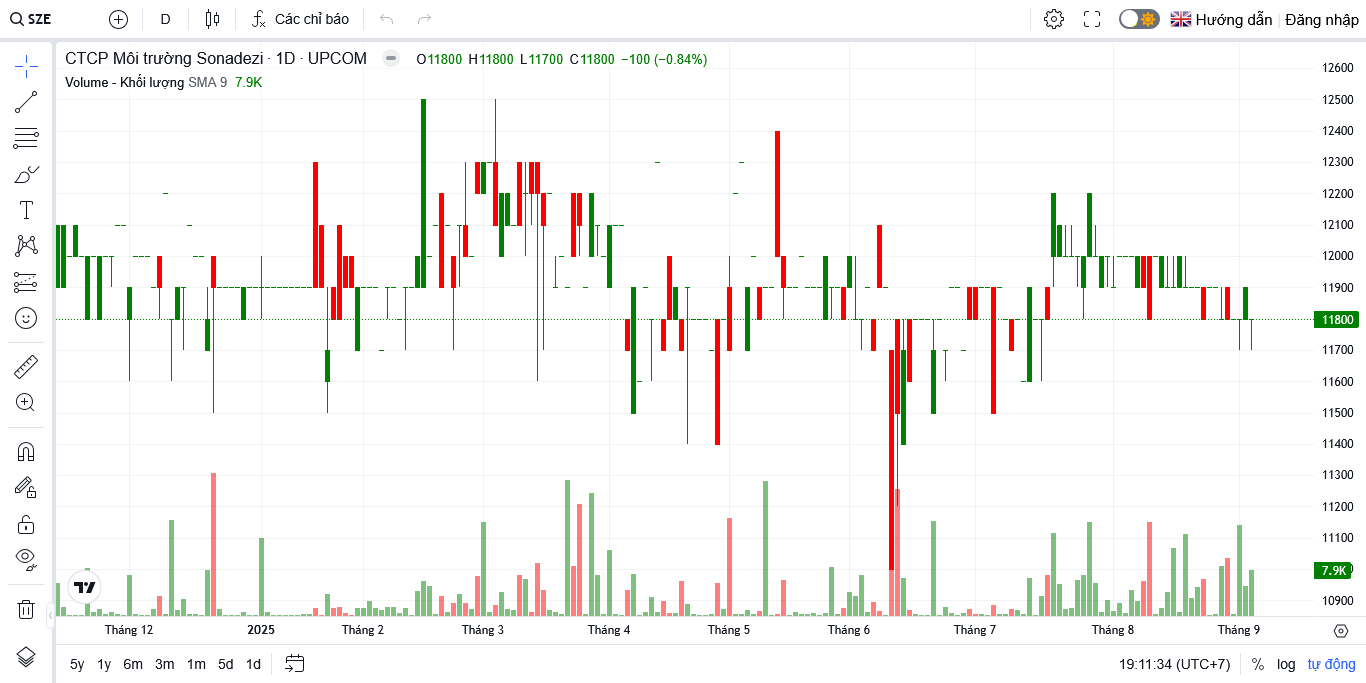 SZE D Các chỉ báo Hướng dẫn Đăng nhập
CTCP Môi trường Sonadezi · 1D · UPCOM O11800 H11800 L11700 C11800 −100 (−0.84%)
Volume - Khối lượng SMA 9 7.9K
12600
12500
12400
12300
12200
12100
12000
11900
11800
11700
11600
11500
11400
11300
11200
11100
7.9K
10900
Tháng 12 2025 Tháng 2 Tháng 3 Tháng 4 Tháng 5 Tháng 6 Tháng 7 Tháng 8 Tháng 9
5y 1y 6m 3m 1m 5d 1d 19:11:34 (UTC+7) % log tự động